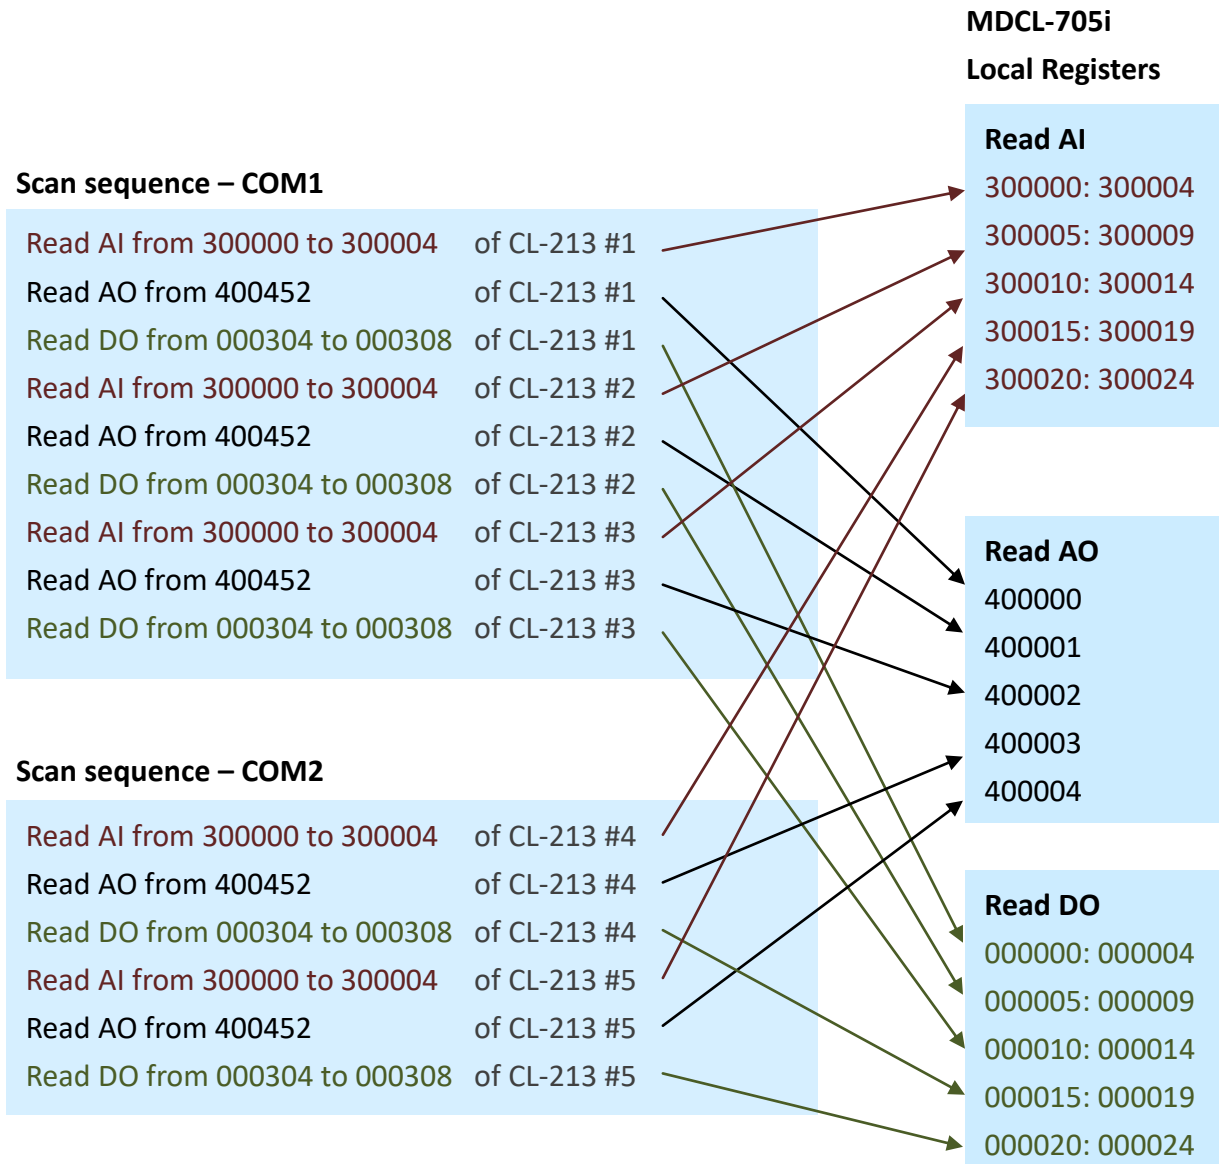 MDCL-705i
Local Registers
Scan sequence – COM1
Read AI from 300000 to 300004 of CL-213 #1
Read AO from 400452 of CL-213 #1
Read DO from 000304 to 000308 of CL-213 #1
Read AI from 300000 to 300004 of CL-213 #2
Read AO from 400452 of CL-213 #2
Read DO from 000304 to 000308 of CL-213 #2
Read AI from 300000 to 300004 of CL-213 #3
Read AO from 400452 of CL-213 #3
Read DO from 000304 to 000308 of CL-213 #3
Scan sequence – COM2
Read AI from 300000 to 300004 of CL-213 #4
Read AO from 400452 of CL-213 #4
Read DO from 000304 to 000308 of CL-213 #4
Read AI from 300000 to 300004 of CL-213 #5
Read AO from 400452 of CL-213 #5
Read DO from 000304 to 000308 of CL-213 #5
Read AI
300000: 300004
300005: 300009
300010: 300014
300015: 300019
300020: 300024
Read AO
400000
400001
400002
400003
400004
Read DO
000000: 000004
000005: 000009
000010: 000014
000015: 000019
000020: 000024